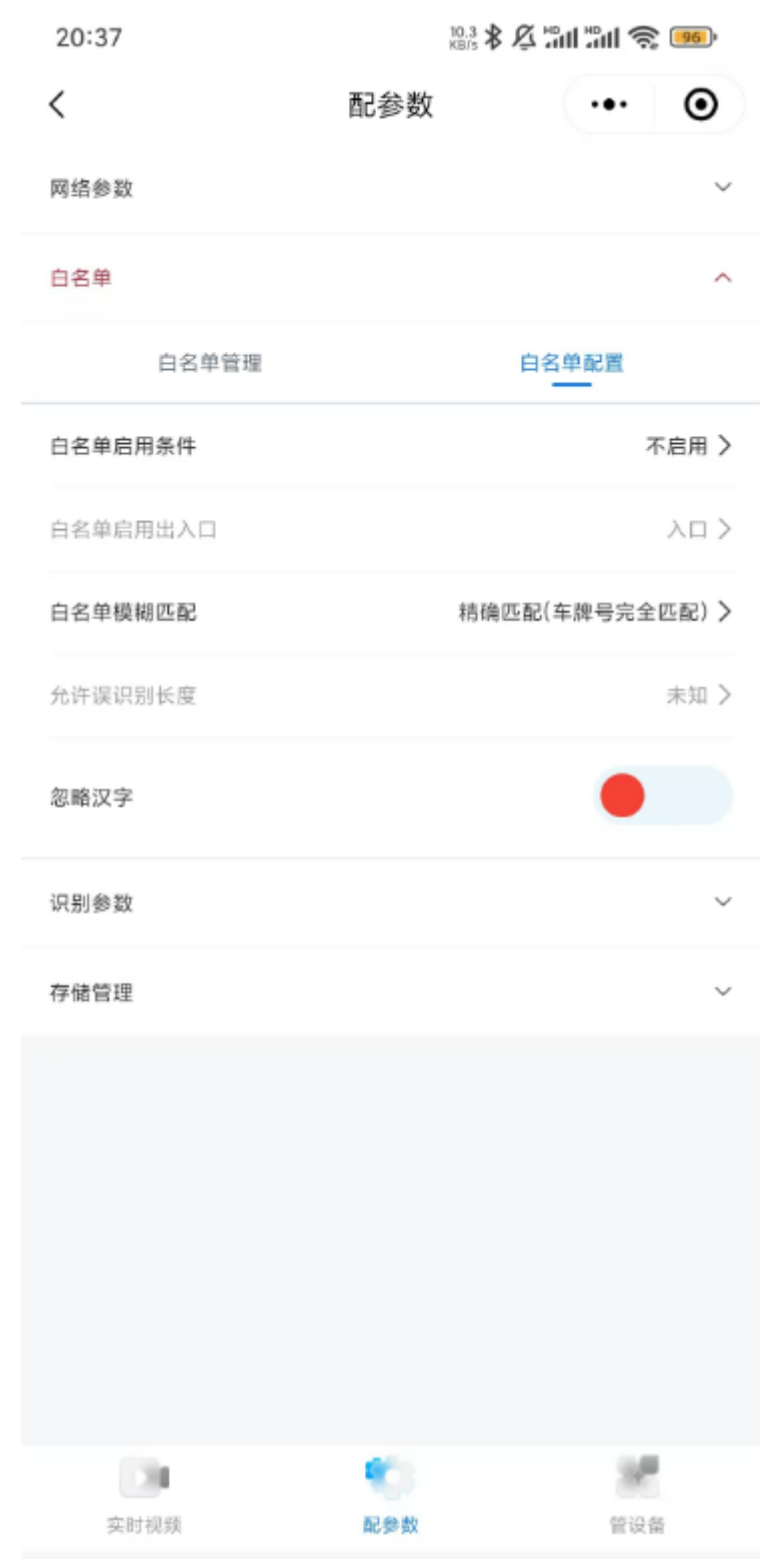 20:37 10.3 KB/s HD HD 96
配参数
网络参数
白名单
白名单管理 白名单配置
白名单启用条件 不启用
白名单启用出入口 入口
白名单模糊匹配 精确匹配(车牌号完全匹配)
允许误识别长度 未知
忽略汉字
识别参数
存储管理
实时视频 配参数 管设备